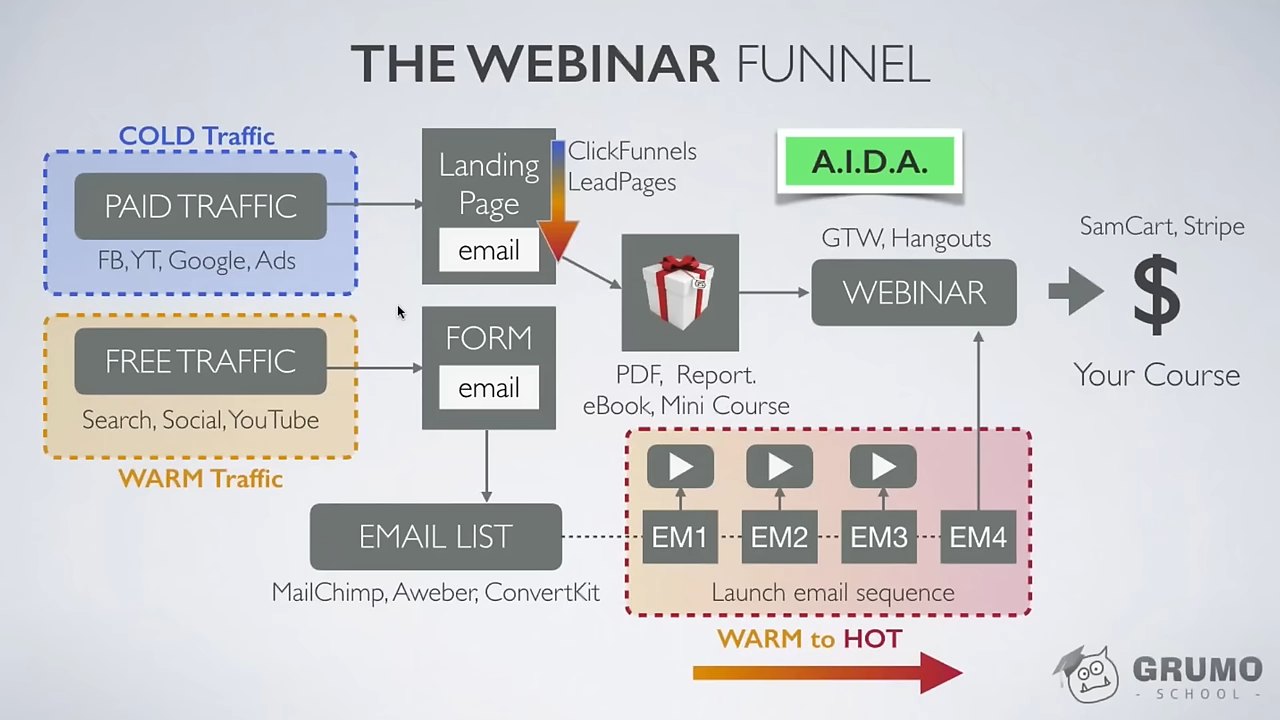 THE WEBINAR FUNNEL
COLD Traffic
PAID TRAFFIC
FB, YT, Google, Ads
Landing
Page
email
ClickFunnels
LeadPages
A.I.D.A.
GTW, Hangouts
WEBINAR
SamCart, Stripe
$
Your Course
FREE TRAFFIC
Search, Social, YouTube
WARM Traffic
FORM
email
PDF, Report.
eBook, Mini Course
EMAIL LIST
MailChimp, Aweber, ConvertKit
EM1 EM2 EM3 EM4
Launch email sequence
WARM to HOT
GRUMO
- SCHOOL -